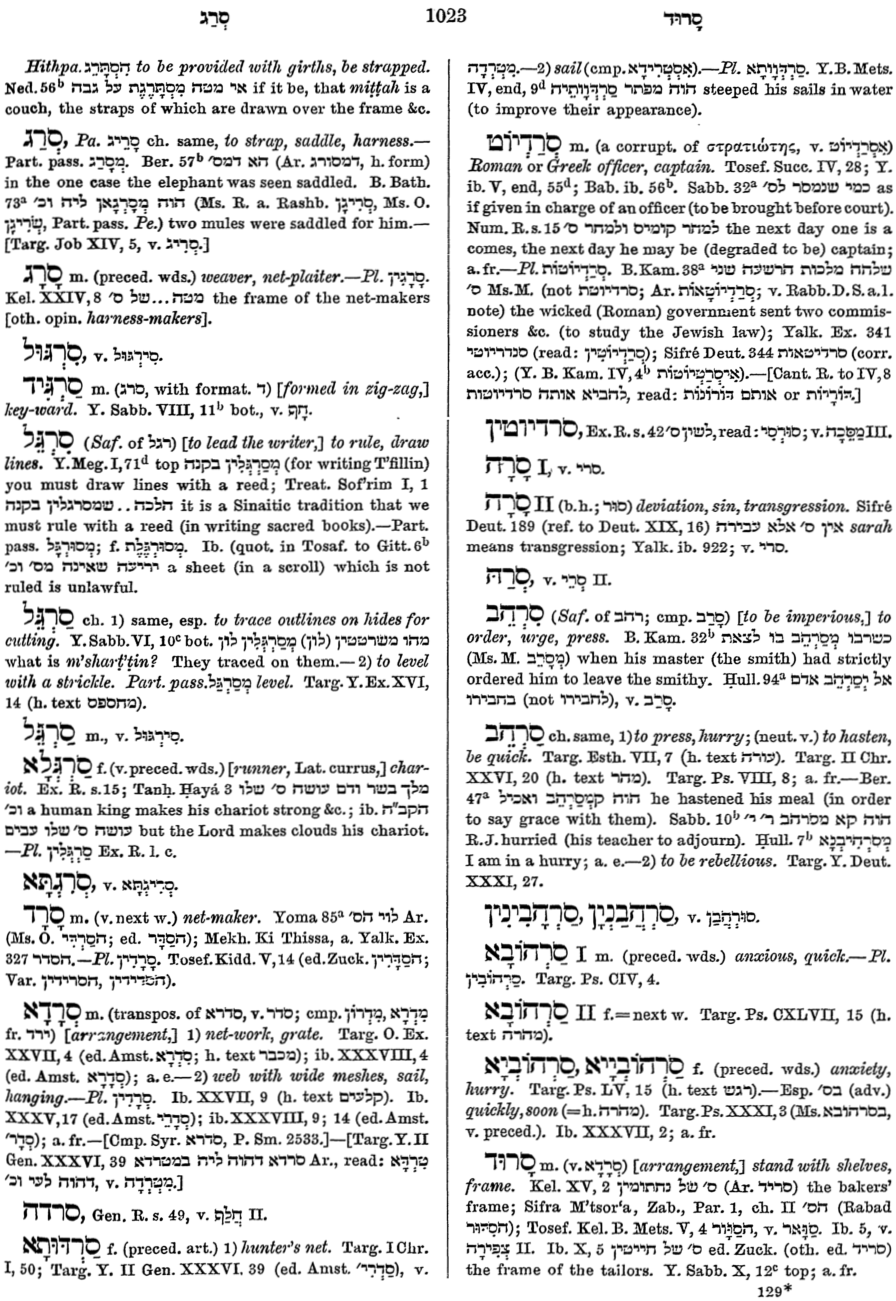 סְרַג 1023 סָרוּד
Hithpa. הִסְתָּרֵג to be provided with girths, be strapped.
Ned. 56ᵇ אי מטה מִסְתָּרֶגֶת על גבה if it be, that mittah is a
couch, the straps of which are drawn over the frame &c.
סְרַג, Pa. סָרֵיג ch. same, to strap, saddle, harness.—
Part. pass. מְסָרַג. Ber. 57ᵇ הא דמס׳ (Ar. דמסורג, h. form)
in the one case the elephant was seen saddled. B. Bath.
73ᵃ הוה מְסָרְגָאן ליה וכ׳ (Ms. R. a. Rashb. סְרִיגָן, Ms. O.
שְׂרִיגָן, Part. pass. Pe.) two mules were saddled for him.—
[Targ. Job XIV, 5, v. סְרִיג.]
סָרָג m. (preced. wds.) weaver, net-plaiter.—Pl. סָרָגִין.
Kel. XXIV, 8 מטה...של ס׳ the frame of the net-makers
[oth. opin. harness-makers].
סִרְגּוּל, v. סִירְגּוּל.
סַרְגִּיד m. (סרג, with format. ד) [formed in zig-zag,]
key-ward. Y. Sabb. VIII, 11ᵇ bot., v. חָף.
סִרְגֵּל (Saf. of רגל) [to lead the writer,] to rule, draw
lines. Y. Meg. I, 71ᵈ top מְסַרְגְּלִין בקנה (for writing T'fillin)
you must draw lines with a reed; Treat. Sof'rim I, 1
הלכה .. שמסרגלין בקנה it is a Sinaitic tradition that we
must rule with a reed (in writing sacred books).—Part.
pass. מְסוּרְגָּל; f. מְסוּרְגֶּלֶת. Ib. (quot. in Tosaf. to Gitt. 6ᵇ
יריעה שאינה מס׳ וכ׳ a sheet (in a scroll) which is not
ruled is unlawful.
סַרְגֵּל ch. 1) same, esp. to trace outlines on hides for
cutting. Y. Sabb. VI, 10ᶜ bot. מהו משרטטין (לון) מְסַרְגְּלִין לון
what is m'sharṭ'ṭin? They traced on them.—2) to level
with a strickle. Part. pass. מְסַרְגַּל level. Targ. Y. Ex. XVI,
14 (h. text מחספס).
סַרְגֵּל m., v. סִירְגּוּל.
סַרְגְּלָא f. (v. preced. wds.) [runner, Lat. currus,] char-
iot. Ex. R. s. 15; Tanḥ. Ḥayé 3 מלך בשר ודם עושה ס׳ שלו
וכ׳ a human king makes his chariot strong &c.; ib. הקב״ה
עושה ס׳ שלו עבים but the Lord makes clouds his chariot.
—Pl. סַרְגְּלִין Ex. R. l. c.
סְרִגְתָּא, v. סְרִיגְתָּא.
סָרָד m. (v. next w.) net-maker. Yoma 85ᵃ לוי הס׳ Ar.
(Ms. O. הַסַּרְדִּי; ed. הַסַּדָּר); Mekh. Ki Thissa, a. Yalk. Ex.
327 הסדר.—Pl. סָרָדִין. Tosef. Kidd. V, 14 (ed. Zuck. הַסַּדָּרִין;
Var. הסרידין).
סְרָדָא m. (transpos. of סדרא, v. סדר; cmp. מִדְרָא, מִדְרוֹן
fr. ירד) [arrangement,] 1) net-work, grate. Targ. O. Ex.
XXVII, 4 (ed. Amst. סְדָרָא; h. text מכבר); ib. XXXVIII, 4
(ed. Amst. סְדָרָא); a. e.—2) web with wide meshes, sail,
hanging.—Pl. סְרָדִין. Ib. XXVII, 9 (h. text קלעים). Ib.
XXXV, 17 (ed. Amst. סְדָרֵי׳); ib. XXXVIII, 9; 14 (ed. Amst.
סְדָר׳); a. fr.—[Cmp. Syr. סדרא, P. Sm. 2533.]—[Targ. Y. II
Gen. XXXVI, 39 סרדא דהוה ליה במטרדא Ar., read: טַרְדָּא
דהוה לעי וכ׳, v. מַטְרְדָה.]
סרדה, Gen. R. s. 49, v. חָלַף II.
סַרְדּוּתָא f. (preced. art.) 1) hunter's net. Targ. I Chr.
I, 50; Targ. Y. II Gen. XXXVI, 39 (ed. Amst. סַדְרִי׳), v.
מַטְרְדָה.—2) sail (cmp. אִסְטְרִידָא).—Pl. סַרְדְּוָותָא. Y. B. Mets.
IV, end, 9ᵈ הוה מפתר סַרְדְּוָותֵיהּ steeped his sails in water
(to improve their appearance).
סַרְדְּיוֹט m. (a corrupt. of στρατιώτης, v. אִסְרַדְיוֹט)
Roman or Greek officer, captain. Tosef. Succ. IV, 28; Y.
ib. V, end, 55ᵈ; Bab. ib. 56ᵇ. Sabb. 32ᵃ כמי שנמסר לס׳ as
if given in charge of an officer (to be brought before court).
Num. R. s. 15 למחר קומיס ולמחר ס׳ the next day one is a
comes, the next day he may be (degraded to be) captain;
a. fr.—Pl. סַרְדְּיוֹטוֹת. B. Kam. 38ᵃ שלחה מלכות הרשעה שני
ס׳ Ms. M. (not סרדיוטת; Ar. סַרְדְּיוֹטָאוֹת; v. Rabb. D. S. a. l.
note) the wicked (Roman) government sent two commis-
sioners &c. (to study the Jewish law); Yalk. Ex. 341
סנדריוטי (read: סַרְדְּיוֹטִין); Sifré Deut. 344 סרדיטאות (corr.
acc.); (Y. B. Kam. IV, 4ᵇ אִיסְרַטְיוֹטוֹת).—[Cant. R. to IV, 8
להביא אותה סרדיוטות, read: אותם דּוֹרוֹנוֹת or דּוֹרָיוֹת.]
סרדיוטין, Ex. R. s. 42 לשון ס׳, read: סוּרְסִי; v. מַסֵּכָה III.
סָרָה I, v. סרי.
סָרָה II (b. h.; סוּר) deviation, sin, transgression. Sifré
Deut. 189 (ref. to Deut. XIX, 16) אין ס׳ אלא עבירה sarah
means transgression; Yalk. ib. 922; v. סרי.
סְרַה, v. סְרֵי II.
סִרְהֵב (Saf. of רהב; cmp. סָרַב) [to be imperious,] to
order, urge, press. B. Kam. 32ᵇ כשרבו מְסַרְהֵב בו לצאת
(Ms. M. מְסָרֵב) when his master (the smith) had strictly
ordered him to leave the smithy. Ḥull. 94ᵃ אל יְסַרְהֵב אדם
בחבירו (not לחבירו), v. סָרַב.
סַרְהֵב ch. same, 1) to press, hurry; (neut. v.) to hasten,
be quick. Targ. Esth. VII, 7 (h. text עורה). Targ. II Chr.
XXVI, 20 (h. text מהר). Targ. Ps. VIII, 8; a. fr.—Ber.
47ᵃ הוה קמְסַרְהֵב ואכיל he hastened his meal (in order
to say grace with them). Sabb. 10ᵇ הוה קא מסרהב ר׳ י׳
R. J. hurried (his teacher to adjourn). Ḥull. 7ᵇ מְסַרְהִיבְנָא
I am in a hurry; a. e.—2) to be rebellious. Targ. Y. Deut.
XXXI, 27.
סַרְהֲבָנְיָן, סַרְהָבִינִין, v. סוּרְהֲבָן.
סַרְהוֹבָא I m. (preced. wds.) anxious, quick.—Pl.
סַרְהוֹבִין. Targ. Ps. CIV, 4.
סַרְהוֹבָא II f.=next w. Targ. Ps. CXLVII, 15 (h.
text מהרה).
סַרְהוֹבְיָיא, סַרְהוֹבְיָא f. (preced. wds.) anxiety,
hurry. Targ. Ps. LV, 15 (h. text רגש).—Esp. בס׳ (adv.)
quickly, soon (=h. מהרה). Targ. Ps. XXXI, 3 (Ms. בסרהובא,
v. preced.). Ib. XXXVII, 2; a. fr.
סָרוּד m. (v. סְרָדָא) [arrangement,] stand with shelves,
frame. Kel. XV, 2 ס׳ של נחתומין (Ar. סריד) the bakers'
frame; Sifra M'tsor‘a, Zab., Par. 1, ch. II הס׳ (Rabad
הסידור); Tosef. Kel. B. Mets. V, 4 הַסְגּוֹר, v. סְגָאר. Ib. 5, v.
צְפִירָה II. Ib. X, 5 ס׳ של חייטין ed. Zuck. (oth. ed. סריד)
the frame of the tailors. Y. Sabb. X, 12ᶜ top; a. fr.
129*